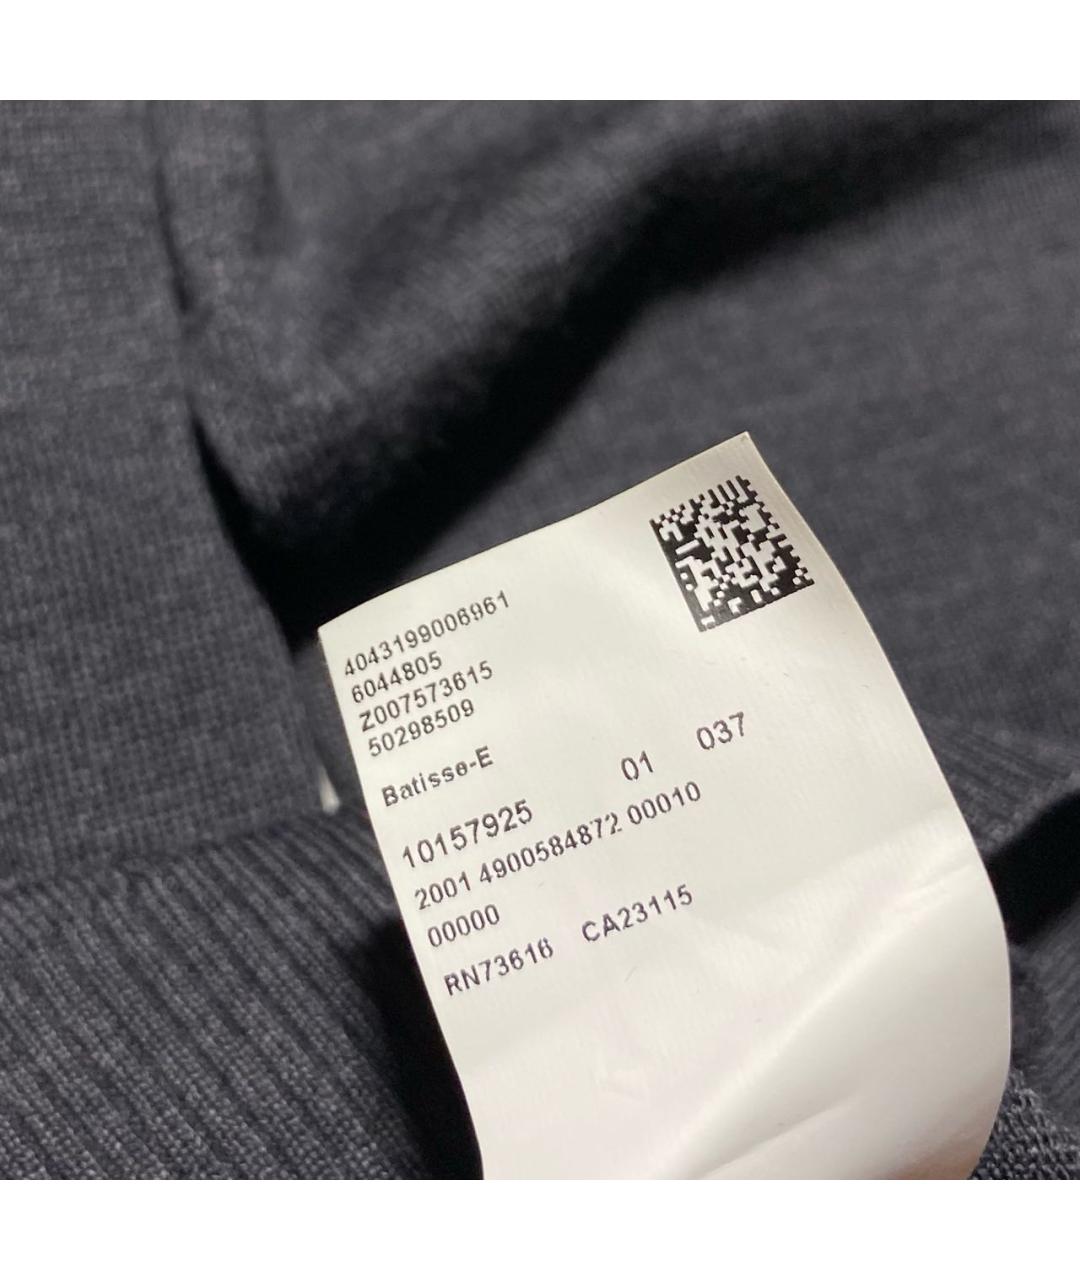 4043199006961
6044805
Z007573615
50298509
Batisse-E
10157925 01 037
2001 4900584872 00010
00000
RN73616 CA23115